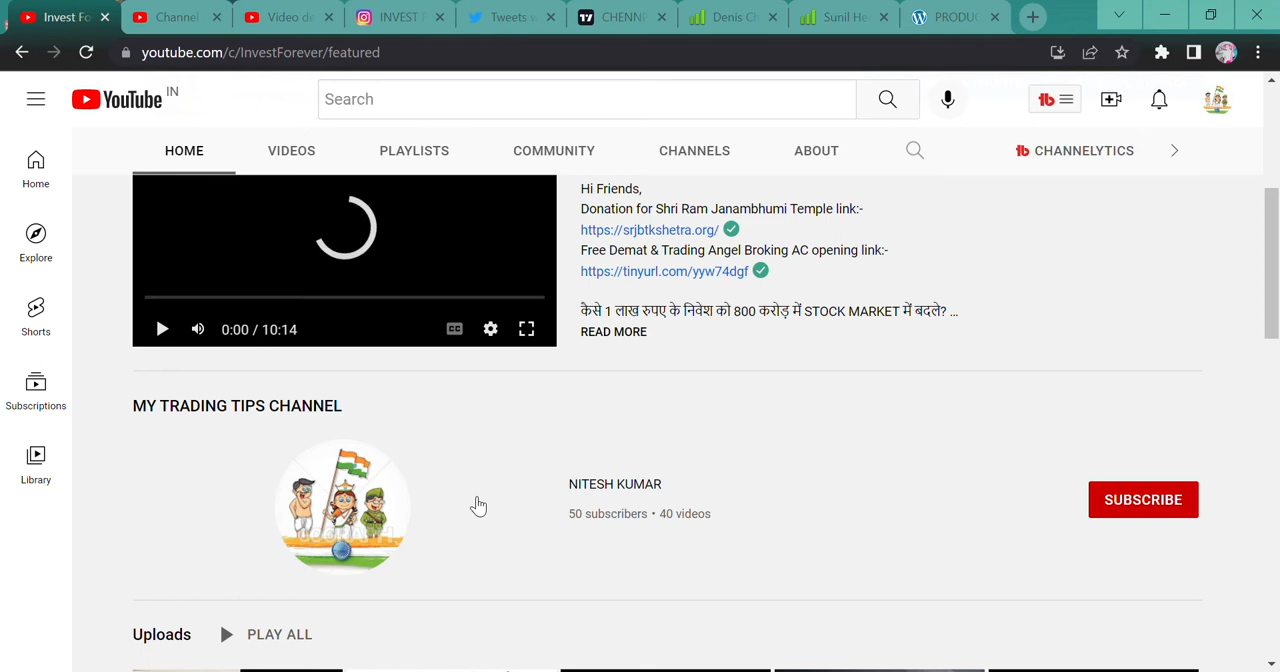 Invest Fo
Channel
Video de
INVEST F
Tweets w
CHENNP
Denis Ch
Sunil He
PRODUC
youtube.com/c/InvestForever/featured
YouTube IN
Search
HOME VIDEOS PLAYLISTS COMMUNITY CHANNELS ABOUT CHANNELYTICS
Home
Explore
Shorts
Subscriptions
Library
0:00 / 10:14
CC
Hi Friends,
Donation for Shri Ram Janambhumi Temple link:-
https://srjbtkshetra.org/
Free Demat & Trading Angel Broking AC opening link:-
https://tinyurl.com/yyw74dgf
कैसे 1 लाख रुपए के निवेश को 800 करोड़ में STOCK MARKET में बदले? ...
READ MORE
MY TRADING TIPS CHANNEL
NITESH KUMAR
50 subscribers • 40 videos
SUBSCRIBE
Uploads PLAY ALL